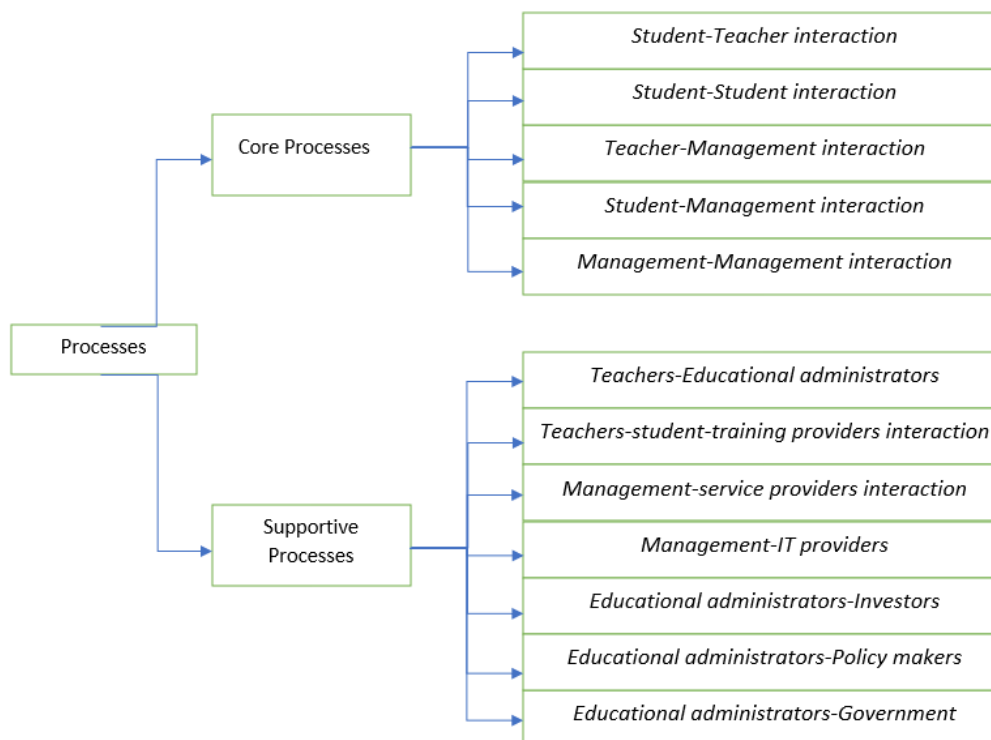 Student-Teacher interaction
Student-Student interaction
Core Processes
Teacher-Management interaction
Student-Management interaction
Management-Management interaction
Processes
Teachers-Educational administrators
Teachers-student-training providers interaction
Management-service providers interaction
Supportive
Processes
Management-IT providers
Educational administrators-Investors
Educational administrators-Policy makers
Educational administrators-Government